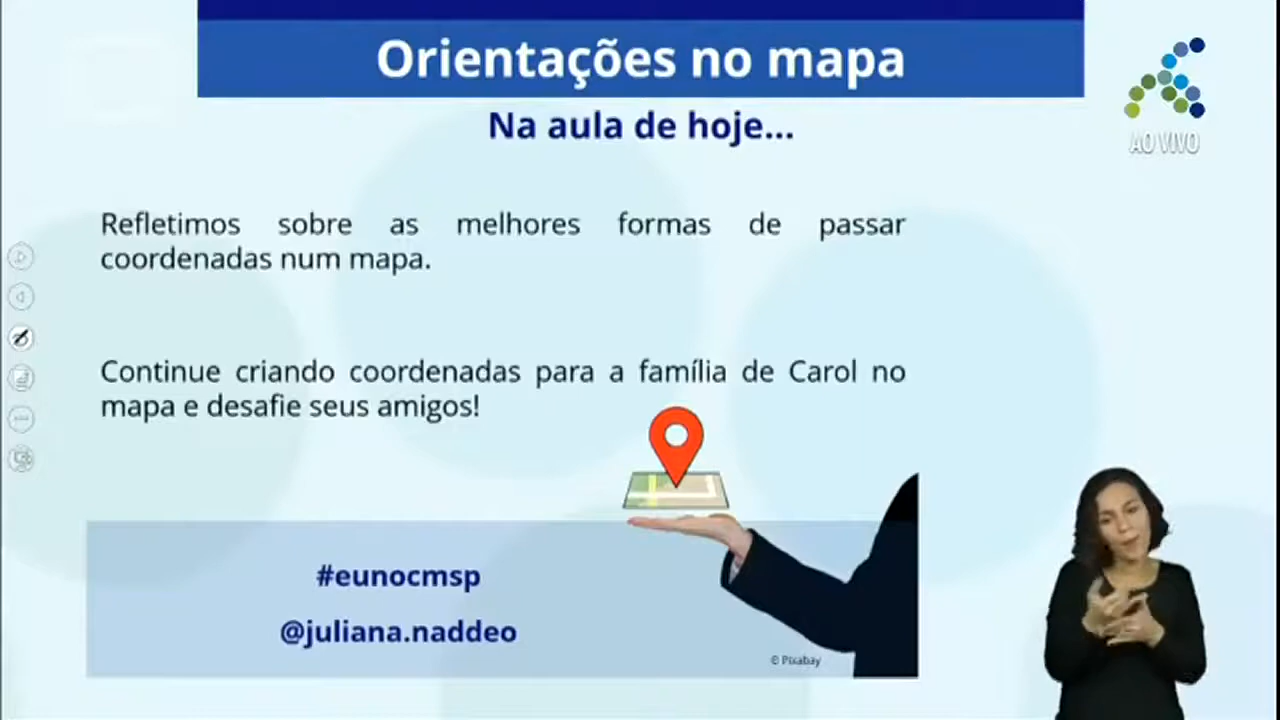 Orientações no mapa
Na aula de hoje...
AO VIVO
Refletimos sobre as melhores formas de passar
coordenadas num mapa.
Continue criando coordenadas para a família de Carol no
mapa e desafie seus amigos!
#eunocmsp
@juliana.naddeo
© Pixabay